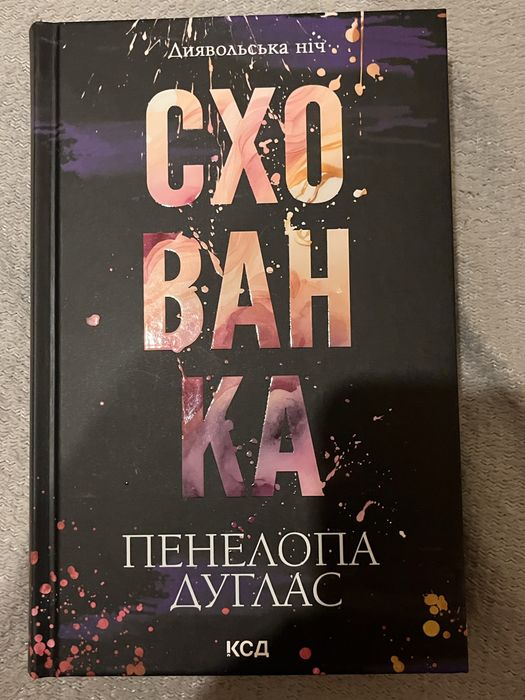 Диявольська ніч
СХО
ВАН
КА
ПЕНЕЛОПА
ДУГЛАС
КСД